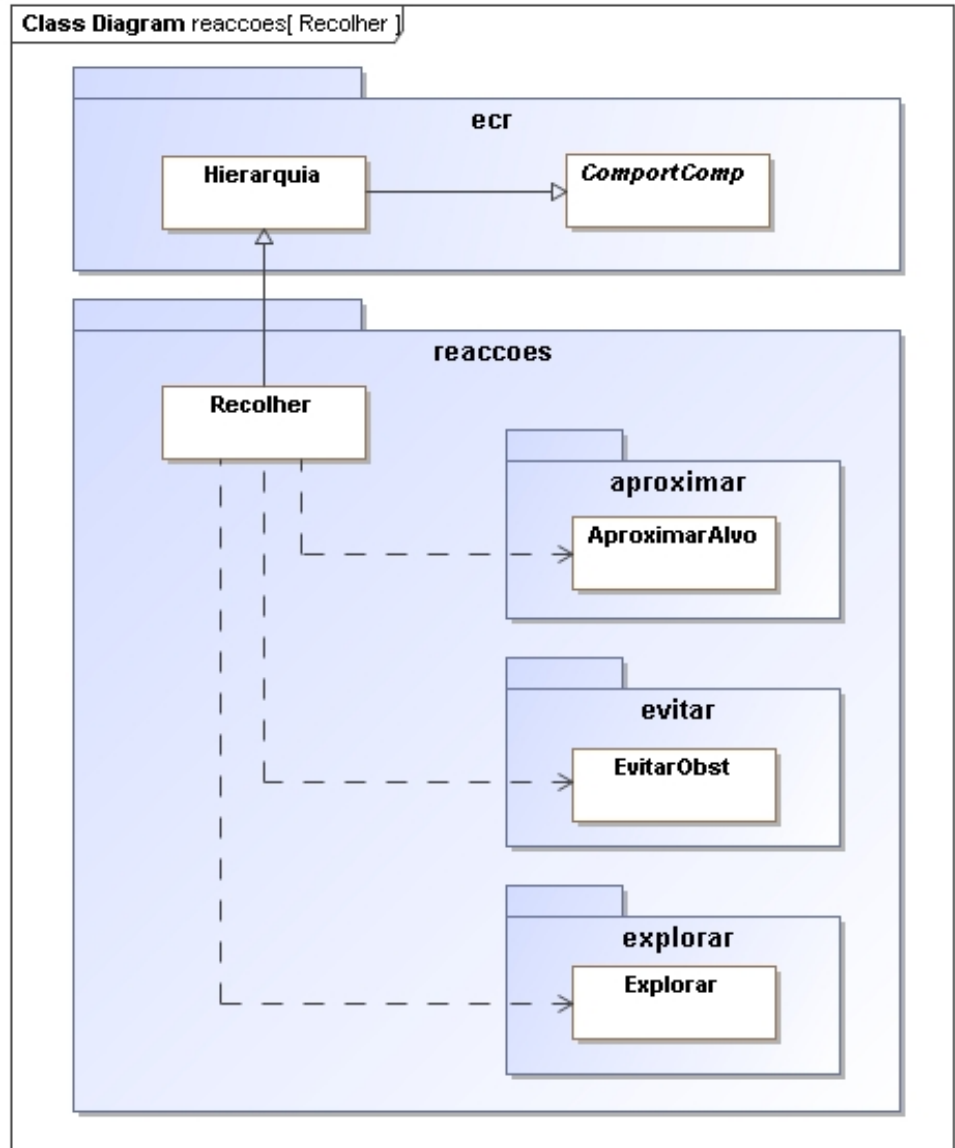 Class Diagram reaccoes[ Recolher ]
ecr
Hierarquia
ComportComp
reaccoes
Recolher
aproximar
AproximarAlvo
evitar
EvitarObst
explorar
Explorar